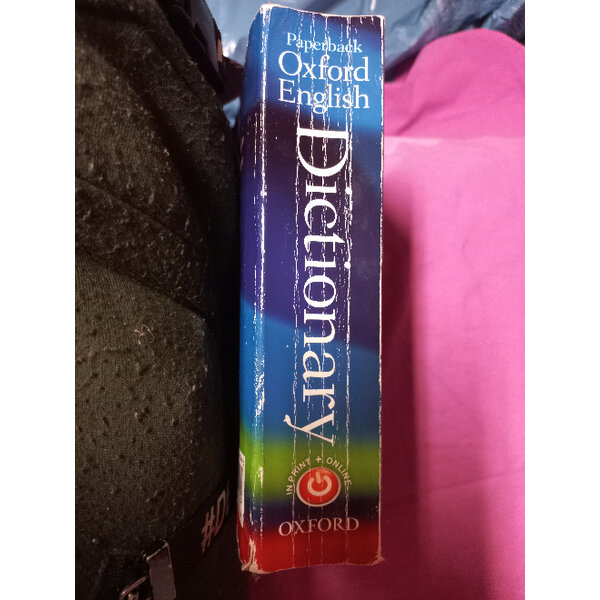 Paperback
Oxford
English
Dictionary
IN PRINT + ONLINE
OXFORD